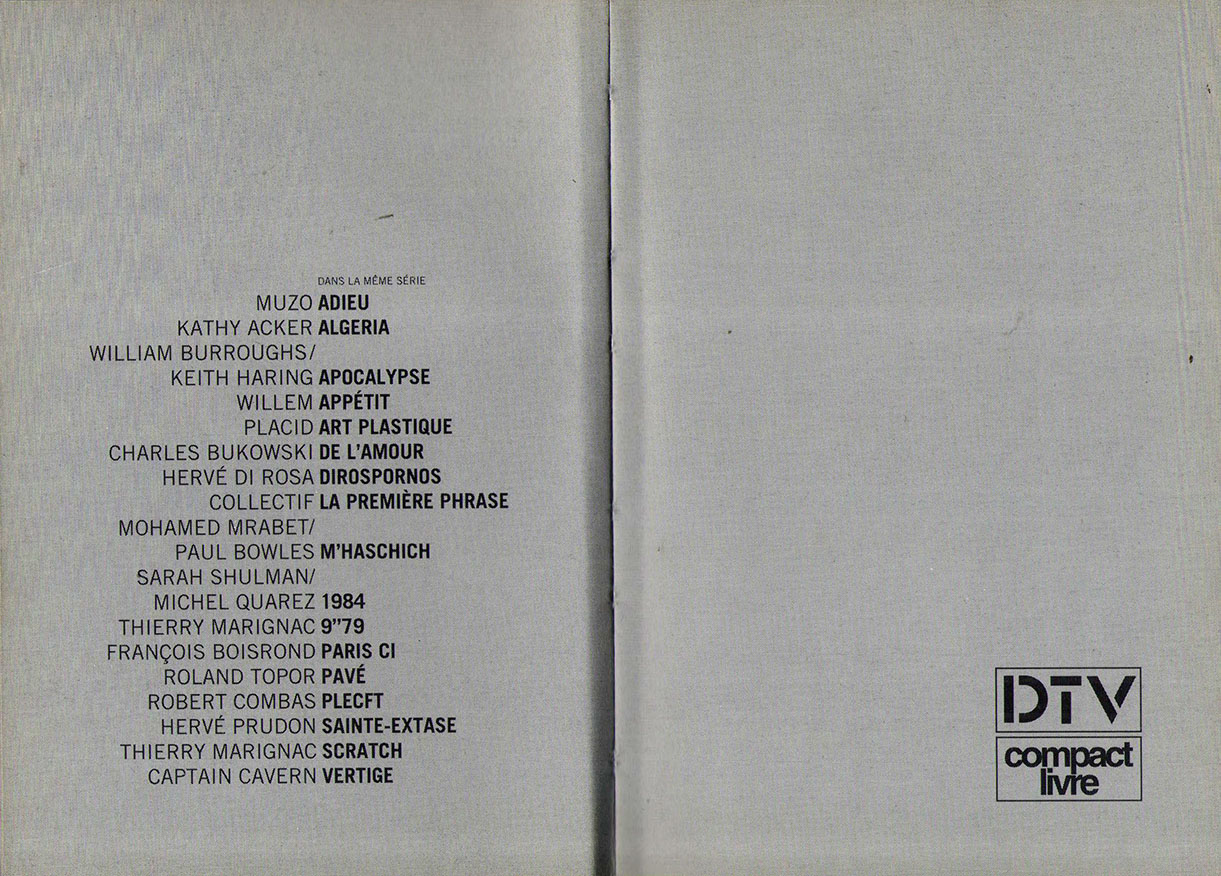 DANS LA MÊME SÉRIE
MUZO ADIEU
KATHY ACKER ALGERIA
WILLIAM BURROUGHS/
KEITH HARING APOCALYPSE
WILLEM APPÉTIT
PLACID ART PLASTIQUE
CHARLES BUKOWSKI DE L'AMOUR
HERVÉ DI ROSA DIROSPORNOS
COLLECTIF LA PREMIÈRE PHRASE
MOHAMED MRABET/
PAUL BOWLES M'HASCHICH
SARAH SHULMAN/
MICHEL QUAREZ 1984
THIERRY MARIGNAC 9"79
FRANÇOIS BOISROND PARIS CI
ROLAND TOPOR PAVÉ
ROBERT COMBAS PLECFT
HERVÉ PRUDON SAINTE-EXTASE
THIERRY MARIGNAC SCRATCH
CAPTAIN CAVERN VERTIGE
DTV
compact
livre